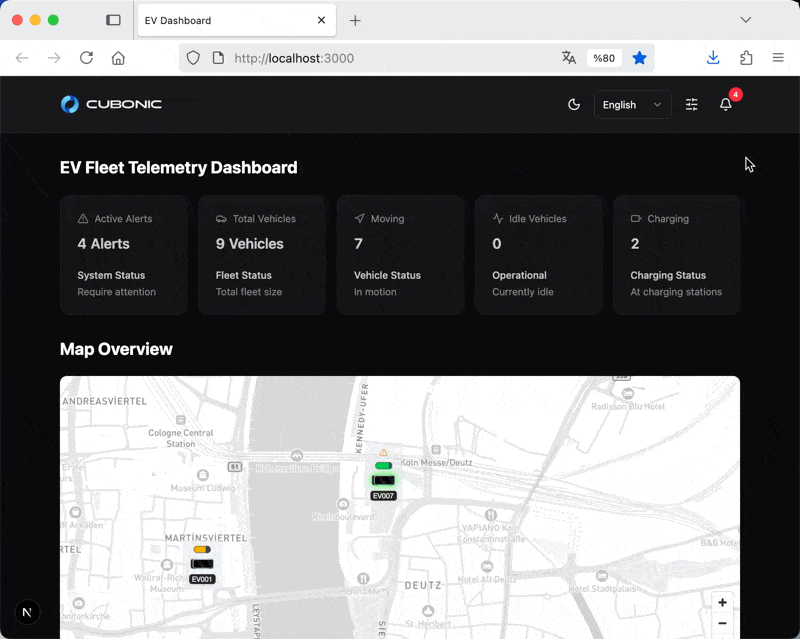 EV Dashboard
http://localhost:3000
%80
CUBONIC
English
4
EV Fleet Telemetry Dashboard
Active Alerts
4 Alerts
System Status
Require attention
Total Vehicles
9 Vehicles
Fleet Status
Total fleet size
Moving
7
Vehicle Status
In motion
Idle Vehicles
0
Operational
Currently idle
Charging
2
Charging Status
At charging stations
Map Overview
ANDREASVIERTEL
KENNEDY-UFER
Radisson Blu Hotel
Cologne Central
Station
61
Hohenzollern Bridge
Köln Messe/Deutz
Museum Ludwig
EV007
Rheinboulevard
MARTINSVIERTEL
Constantinstraße
B&B Hotel
EV001
Wallraf-Richartz
Museum
DEUTZ
Hotel Alt-Deutz
Hotel Stadtpalais
St. Heribert
+
−
N